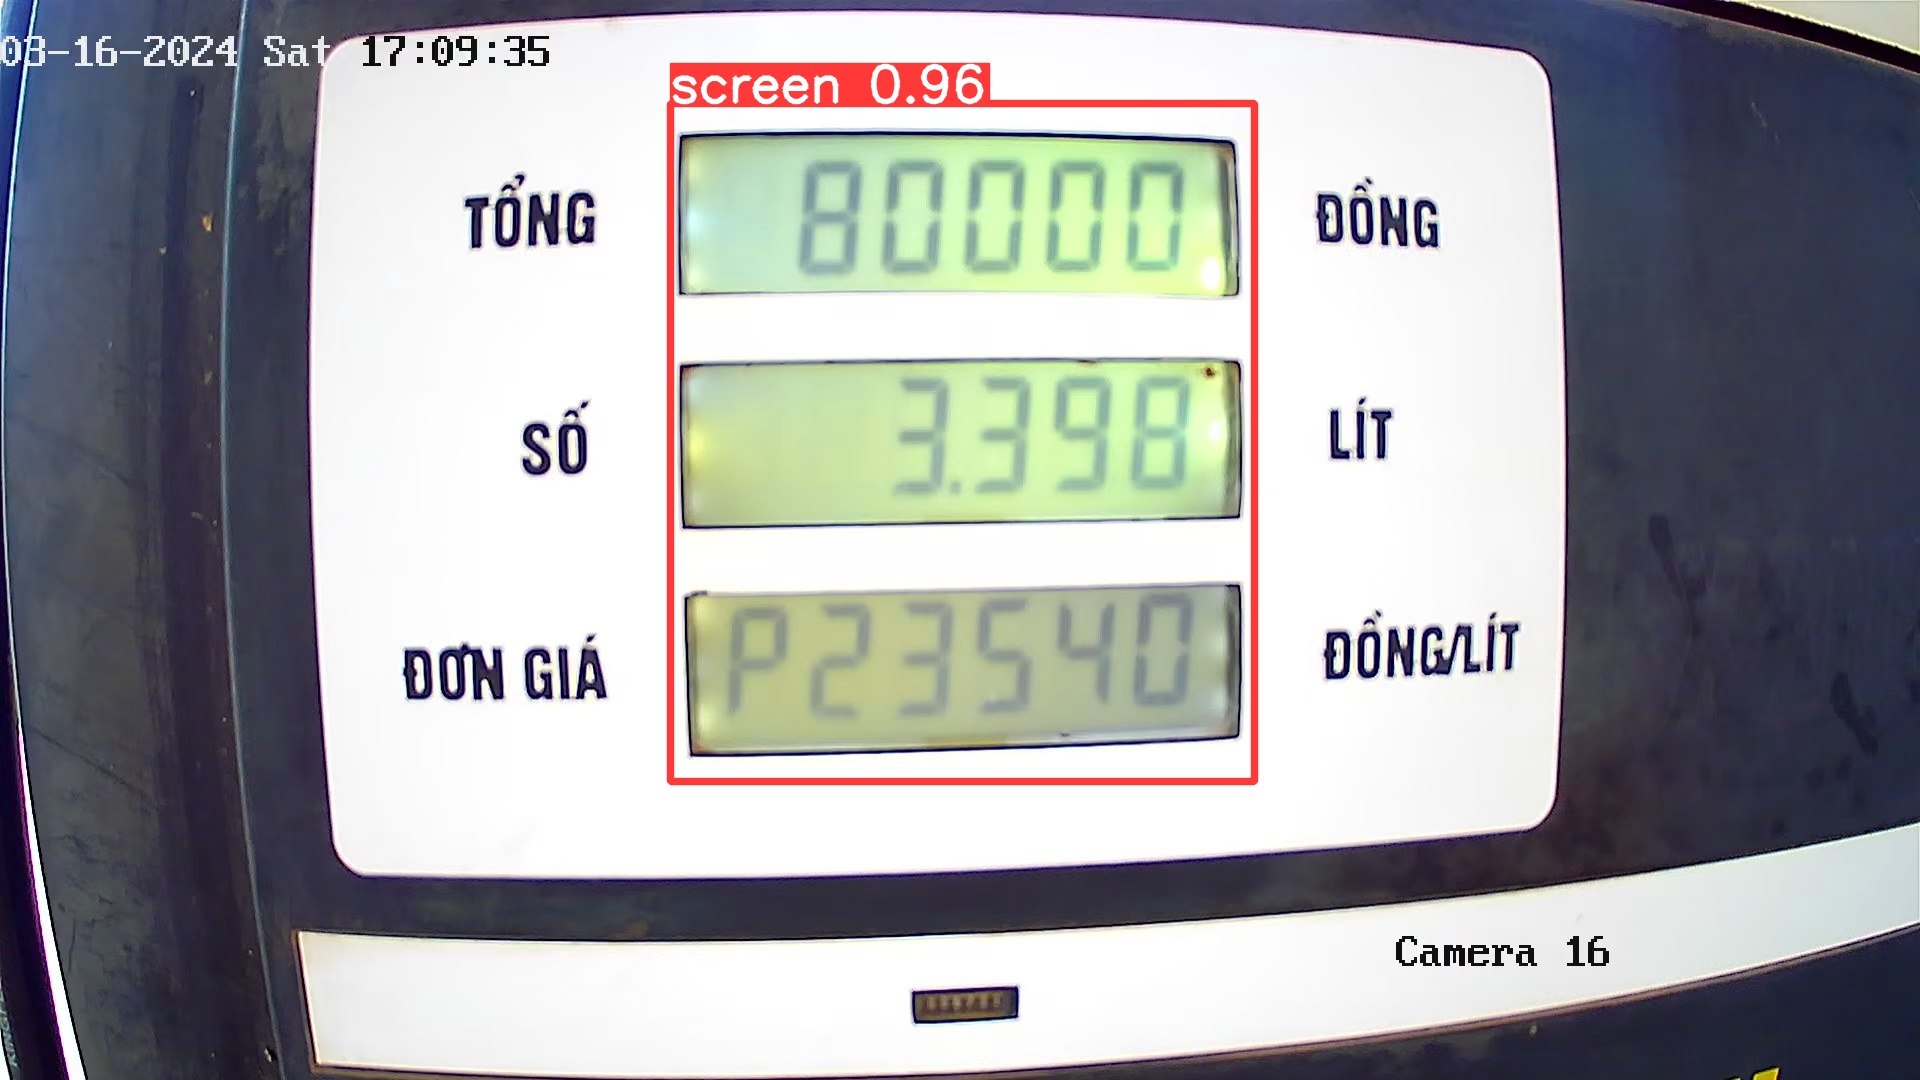 03-16-2024 Sat 17:09:35
screen 0.96
TỔNG 80000 ĐỒNG
SỐ 3.398 LÍT
ĐƠN GIÁ P23540 ĐỒNG/LÍT
Camera 16